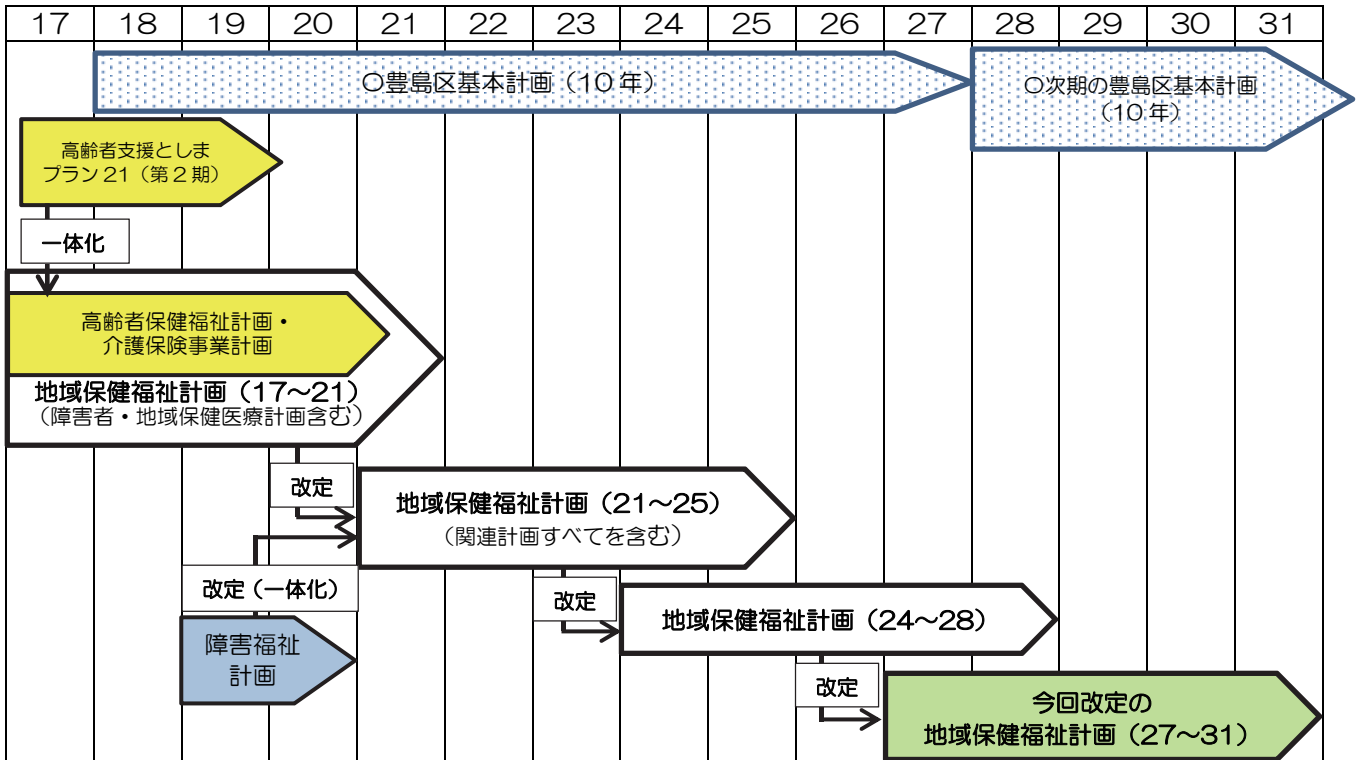 17 18 19 20 21 22 23 24 25 26 27 28 29 30 31
〇豊島区基本計画（10年）
〇次期の豊島区基本計画
（10年）
高齢者支援としま
プラン21（第2期）
一体化
高齢者保健福祉計画・
介護保険事業計画
地域保健福祉計画（17～21）
（障害者・地域保健医療計画含む）
改定
地域保健福祉計画（21～25）
（関連計画すべてを含む）
改定（一体化）
障害福祉
計画
改定
地域保健福祉計画（24～28）
改定
今回改定の
地域保健福祉計画（27～31）